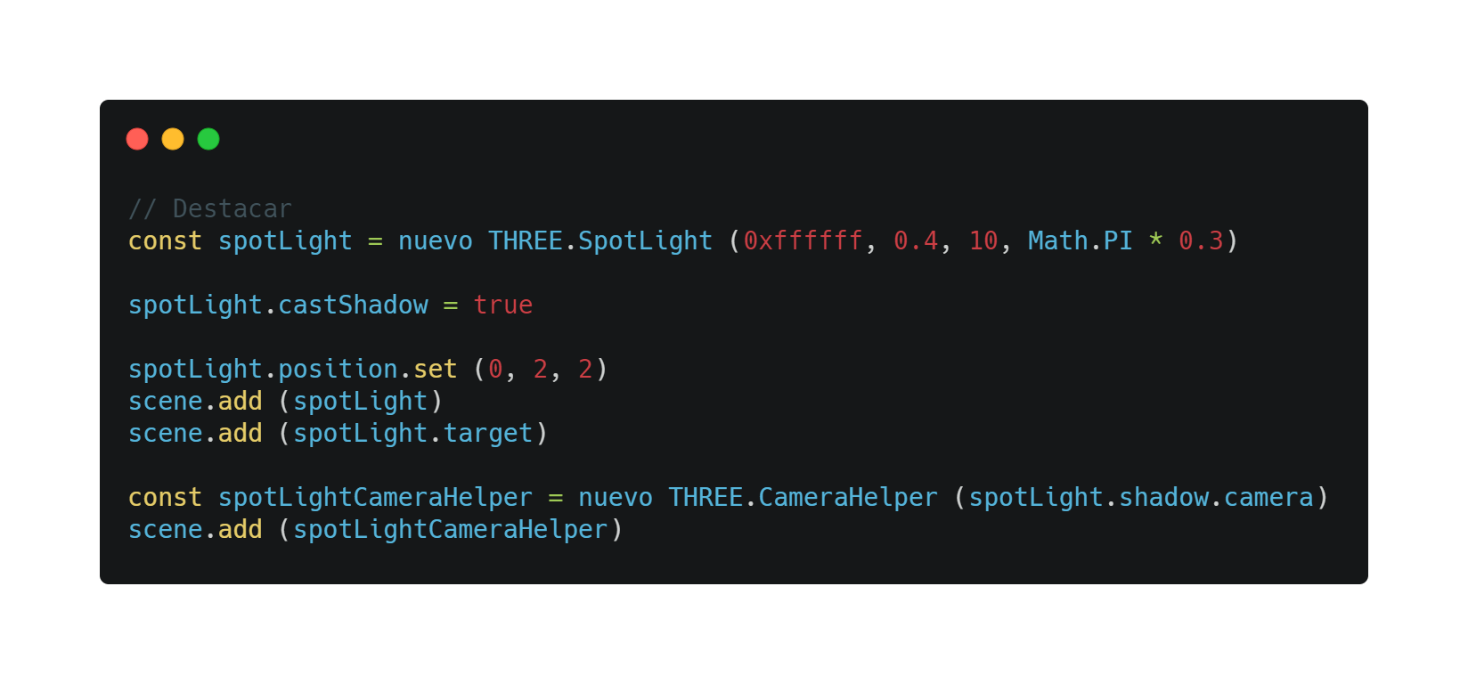 // Destacar
const spotLight = nuevo THREE.SpotLight (0xffffff, 0.4, 10, Math.PI * 0.3)
spotLight.castShadow = true
spotLight.position.set (0, 2, 2)
scene.add (spotLight)
scene.add (spotLight.target)
const spotLightCameraHelper = nuevo THREE.CameraHelper (spotLight.shadow.camera)
scene.add (spotLightCameraHelper)